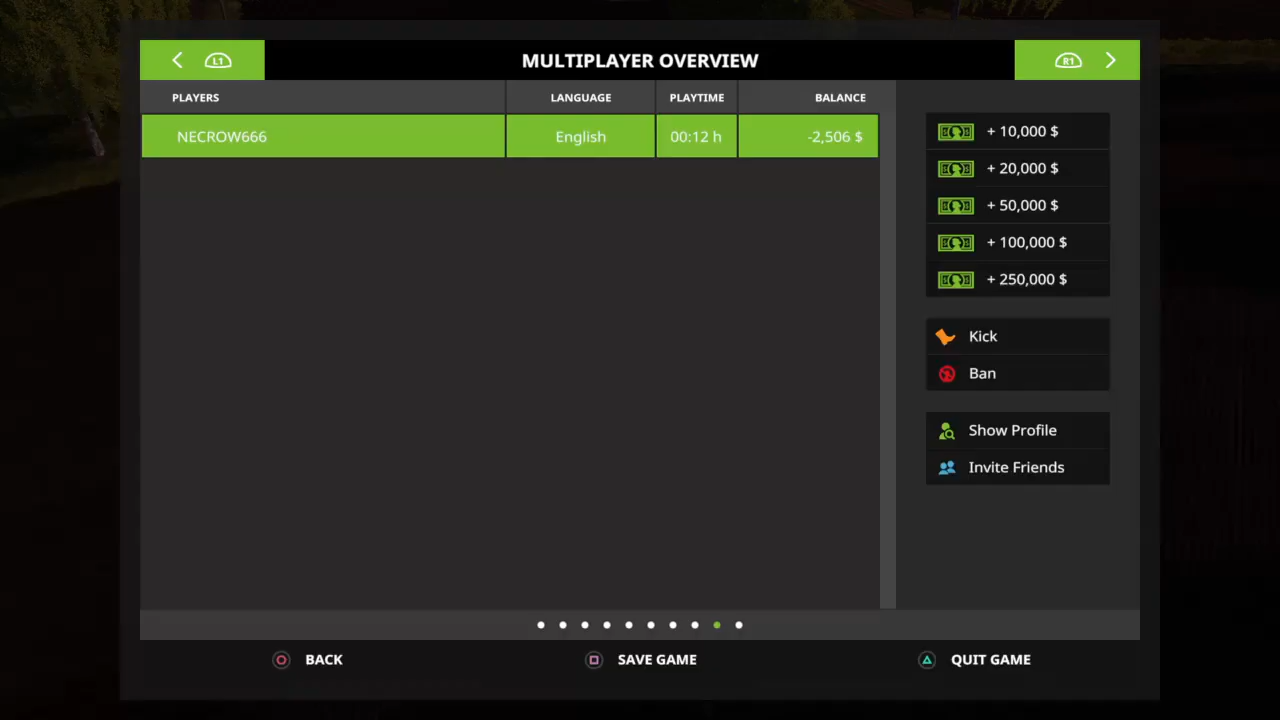 L1
MULTIPLAYER OVERVIEW
R1
PLAYERS LANGUAGE PLAYTIME BALANCE
NECROW666 English 00:12 h -2,506 $
+ 10,000 $
+ 20,000 $
+ 50,000 $
+ 100,000 $
+ 250,000 $
Kick
Ban
Show Profile
Invite Friends
BACK SAVE GAME QUIT GAME